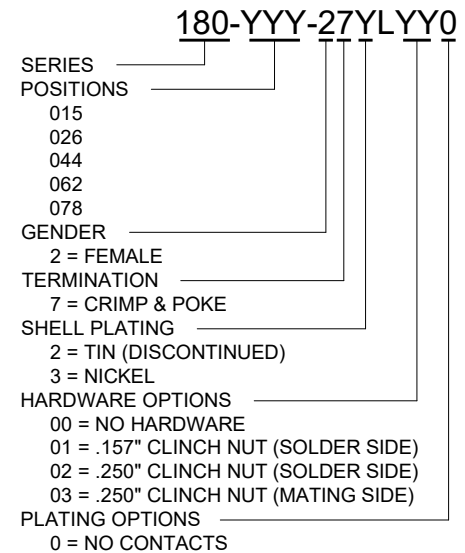 180-YYY-27YLYY0
SERIES
POSITIONS
015
026
044
062
078
GENDER
2 = FEMALE
TERMINATION
7 = CRIMP & POKE
SHELL PLATING
2 = TIN (DISCONTINUED)
3 = NICKEL
HARDWARE OPTIONS
00 = NO HARDWARE
01 = .157" CLINCH NUT (SOLDER SIDE)
02 = .250" CLINCH NUT (SOLDER SIDE)
03 = .250" CLINCH NUT (MATING SIDE)
PLATING OPTIONS
0 = NO CONTACTS